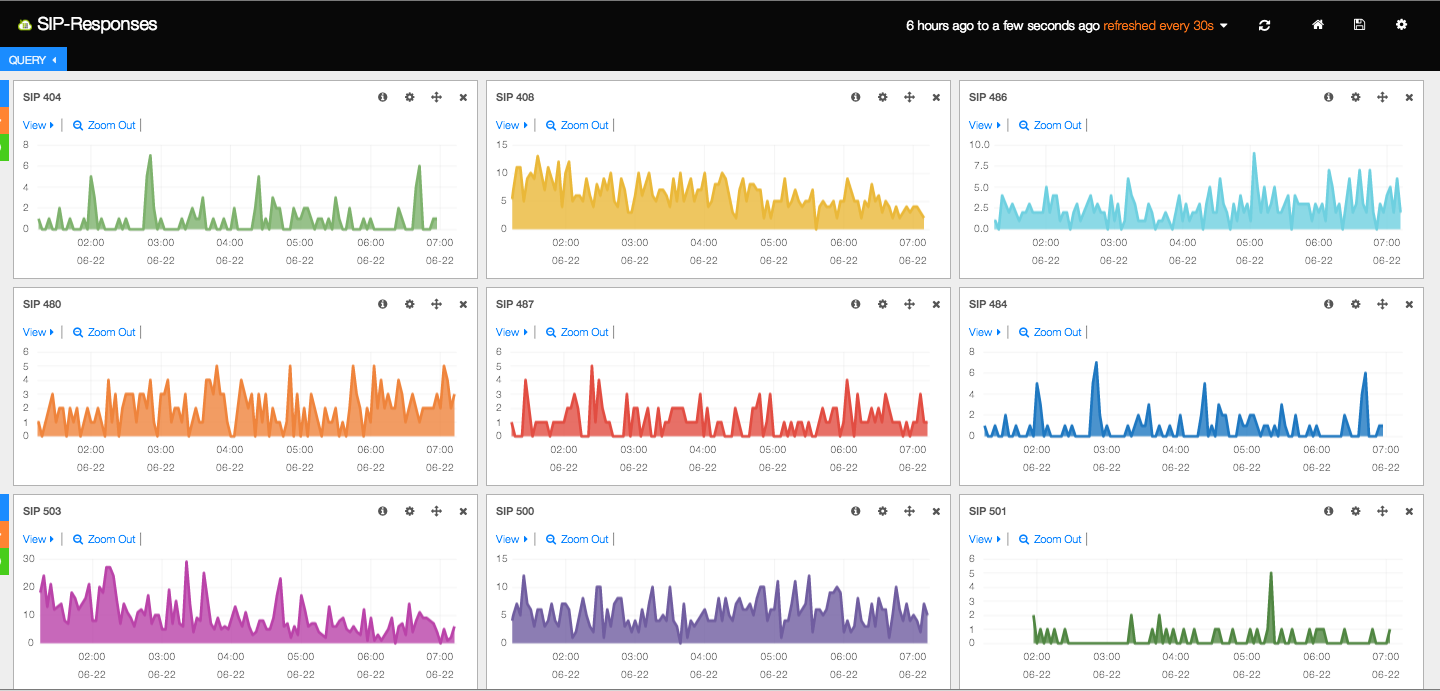 SIP-Responses
6 hours ago to a few seconds ago refreshed every 30s
QUERY
SIP 404
View | Zoom Out |
8
6
4
2
0
02:00 03:00 04:00 05:00 06:00 07:00
06-22 06-22 06-22 06-22 06-22 06-22
SIP 408
View | Zoom Out |
15
10
5
0
02:00 03:00 04:00 05:00 06:00 07:00
06-22 06-22 06-22 06-22 06-22 06-22
SIP 486
View | Zoom Out |
10.0
7.5
5.0
2.5
0.0
02:00 03:00 04:00 05:00 06:00 07:00
06-22 06-22 06-22 06-22 06-22 06-22
SIP 480
View | Zoom Out |
6
5
4
3
2
1
0
02:00 03:00 04:00 05:00 06:00 07:00
06-22 06-22 06-22 06-22 06-22 06-22
SIP 487
View | Zoom Out |
6
5
4
3
2
1
0
02:00 03:00 04:00 05:00 06:00 07:00
06-22 06-22 06-22 06-22 06-22 06-22
SIP 484
View | Zoom Out |
8
6
4
2
0
02:00 03:00 04:00 05:00 06:00 07:00
06-22 06-22 06-22 06-22 06-22 06-22
SIP 503
View | Zoom Out |
30
20
10
0
02:00 03:00 04:00 05:00 06:00 07:00
06-22 06-22 06-22 06-22 06-22 06-22
SIP 500
View | Zoom Out |
15
10
5
0
02:00 03:00 04:00 05:00 06:00 07:00
06-22 06-22 06-22 06-22 06-22 06-22
SIP 501
View | Zoom Out |
6
5
4
3
2
1
0
02:00 03:00 04:00 05:00 06:00 07:00
06-22 06-22 06-22 06-22 06-22 06-22